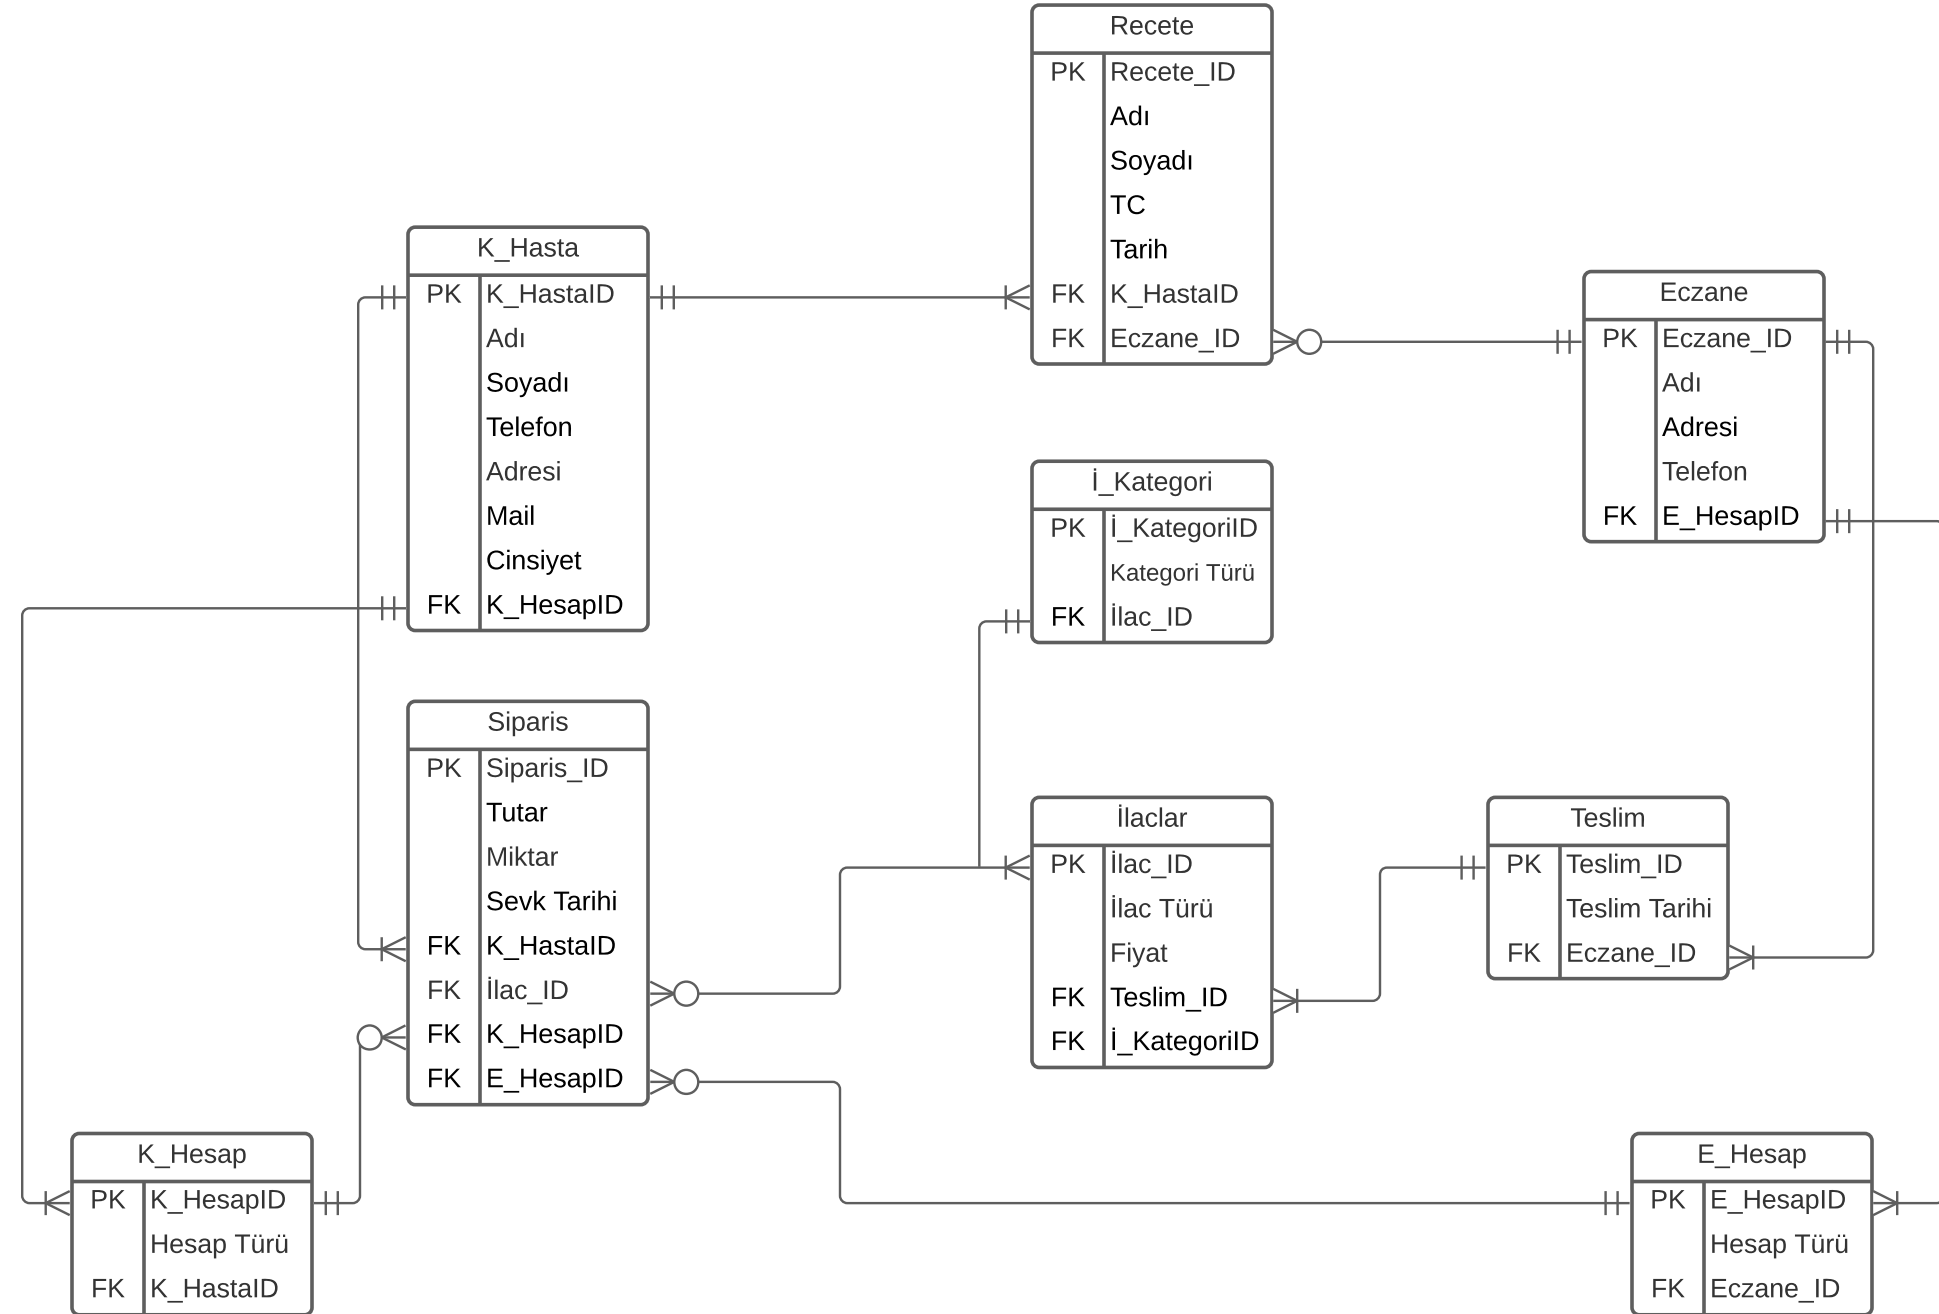 Recete
PK Recete_ID
Adı
Soyadı
TC
Tarih
FK K_HastaID
FK Eczane_ID
K_Hasta
PK K_HastaID
Adı
Soyadı
Telefon
Adresi
Mail
Cinsiyet
FK K_HesapID
Eczane
PK Eczane_ID
Adı
Adresi
Telefon
FK E_HesapID
İ_Kategori
PK İ_KategoriID
Kategori Türü
FK İlac_ID
Siparis
PK Siparis_ID
Tutar
Miktar
Sevk Tarihi
FK K_HastaID
FK İlac_ID
FK K_HesapID
FK E_HesapID
İlaclar
PK İlac_ID
İlac Türü
Fiyat
FK Teslim_ID
FK İ_KategoriID
Teslim
PK Teslim_ID
Teslim Tarihi
FK Eczane_ID
K_Hesap
PK K_HesapID
Hesap Türü
FK K_HastaID
E_Hesap
PK E_HesapID
Hesap Türü
FK Eczane_ID